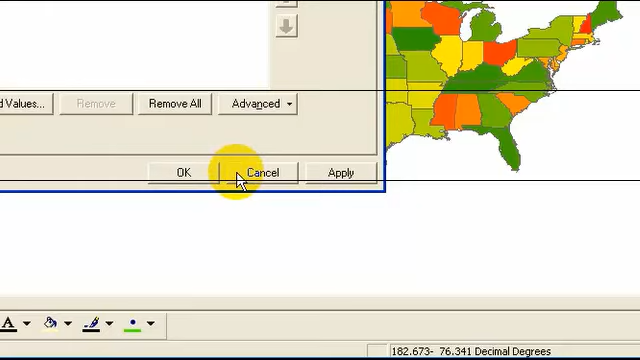 d Values...
Remove
Remove All
Advanced
OK
Cancel
Apply
A
182.673- 76.341 Decimal Degrees